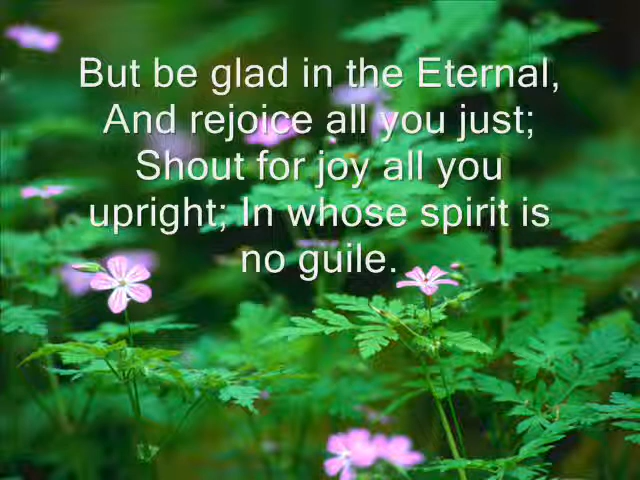 But be glad in the Eternal,
And rejoice all you just;
Shout for joy all you
upright; In whose spirit is
no guile.